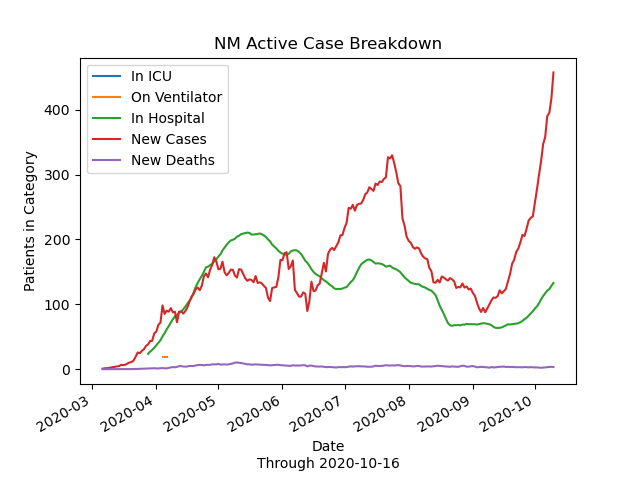 NM Active Case Breakdown
In ICU
On Ventilator
In Hospital
New Cases
New Deaths
Patients in Category
400
300
200
100
0
2020-03
2020-04
2020-05
2020-06
2020-07
2020-08
2020-09
2020-10
Date
Through 2020-10-16